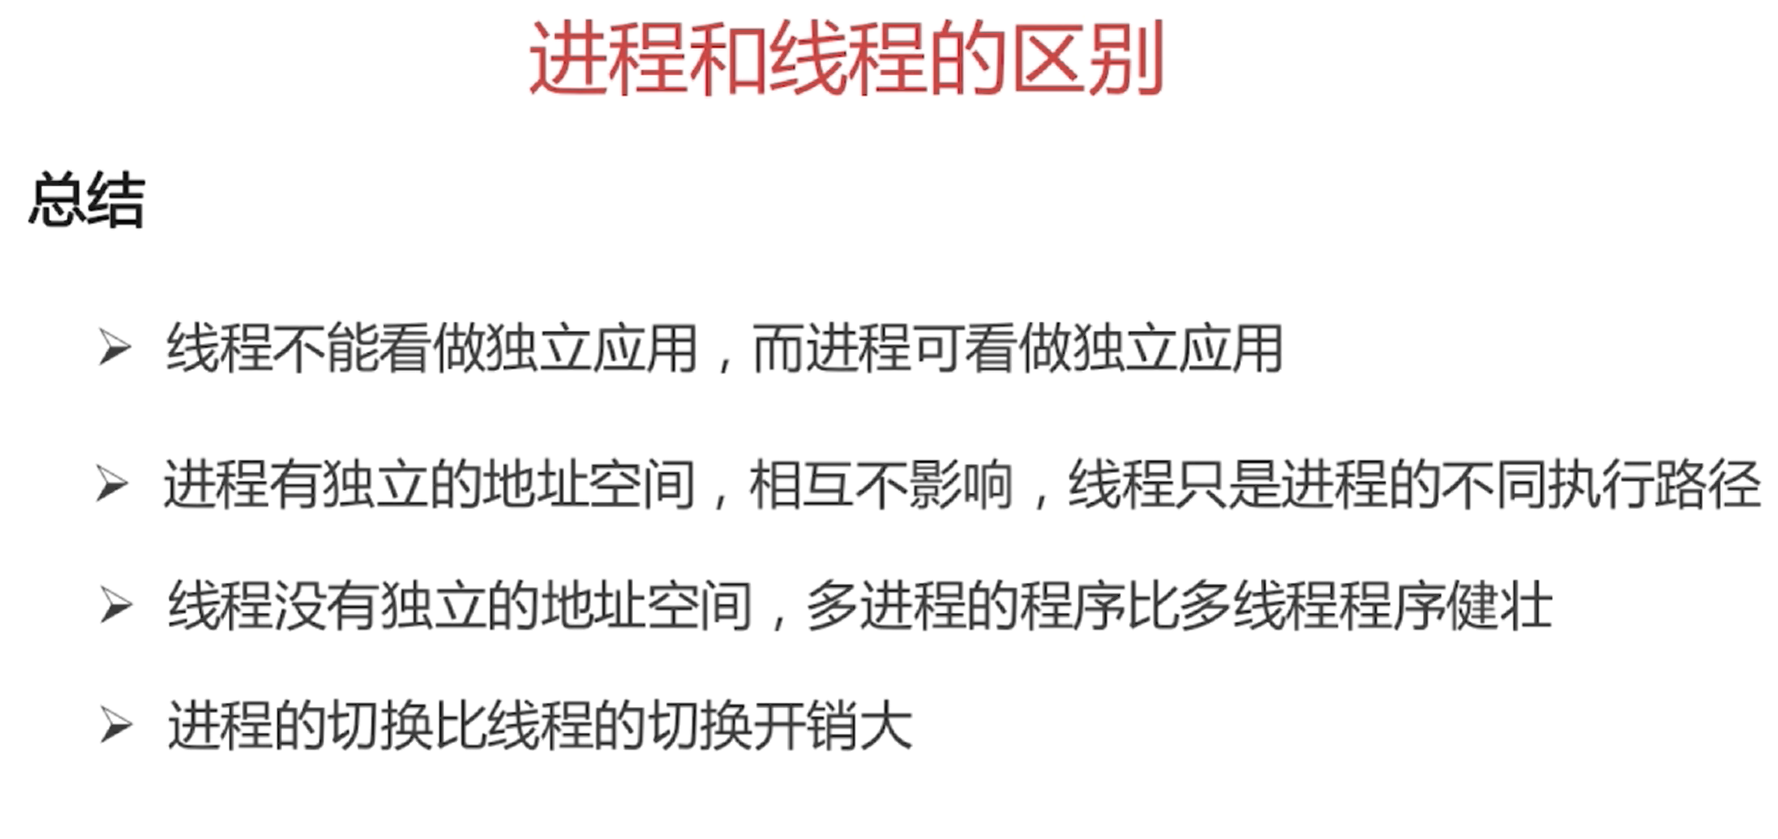 进程和线程的区别
总结
线程不能看做独立应用，而进程可看做独立应用
进程有独立的地址空间，相互不影响，线程只是进程的不同执行路径
线程没有独立的地址空间，多进程的程序比多线程程序健壮
进程的切换比线程的切换开销大